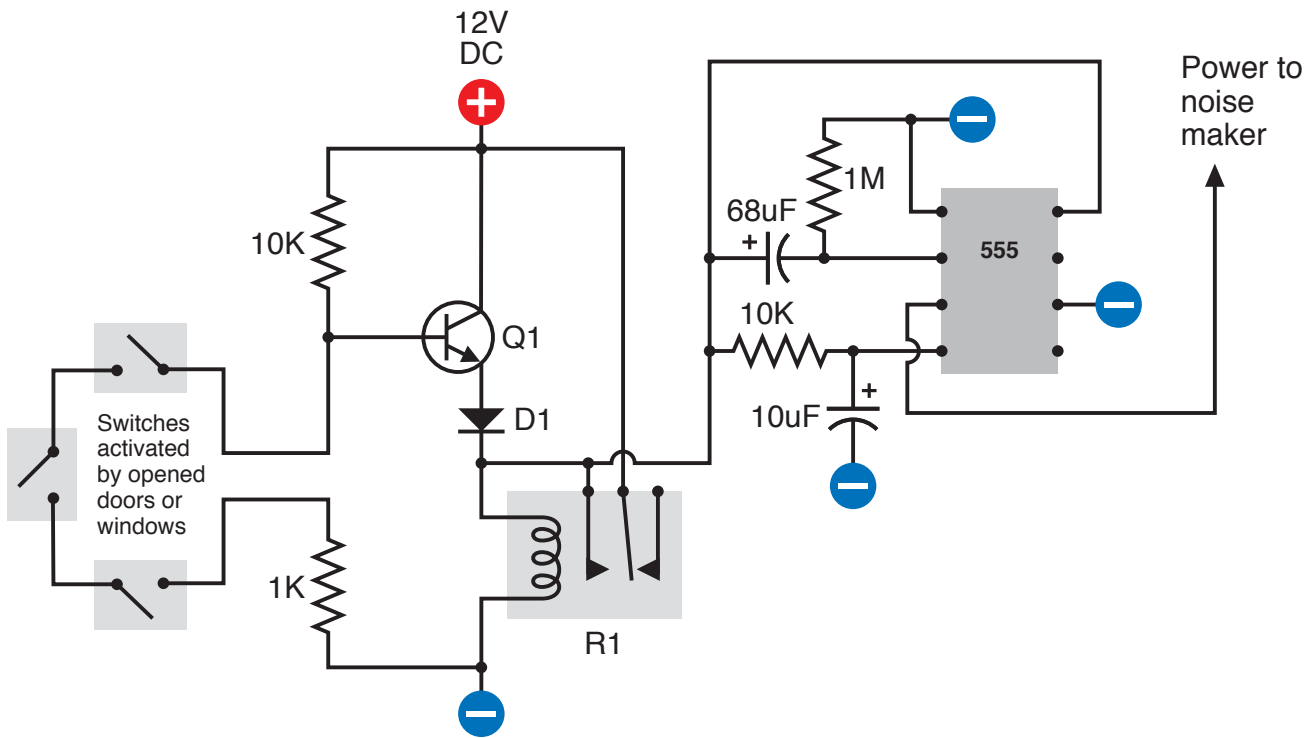 12V
DC
Power to
noise
maker
1M
68uF
10K
555
10K
Q1
D1
10uF
Switches
activated
by opened
doors or
windows
1K
R1